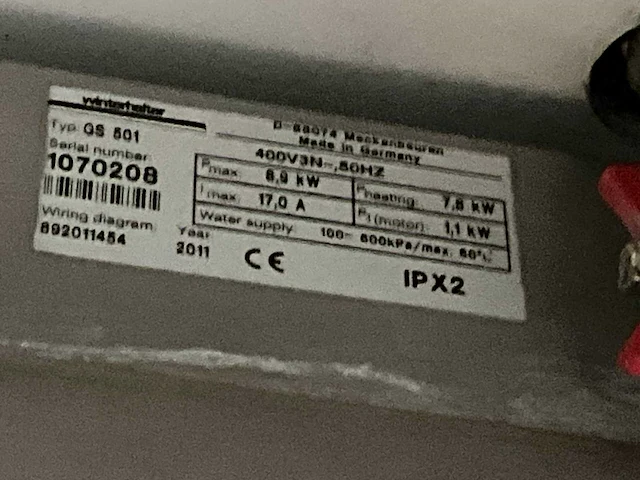 winterhalter
D-88074 Meckenbeuren
Made in Germany
Typ: GS 501
Serial number:
1070208
400V3N~,50HZ
Pmax: 8,9 kW
Pheating: 7,8 kW
Imax: 17,0 A
P1(motor): 1,1 kW
Water supply: 100- 600kPa/max. 60°C
Wiring diagram:
892011454
Year
2011
CE
IPX2